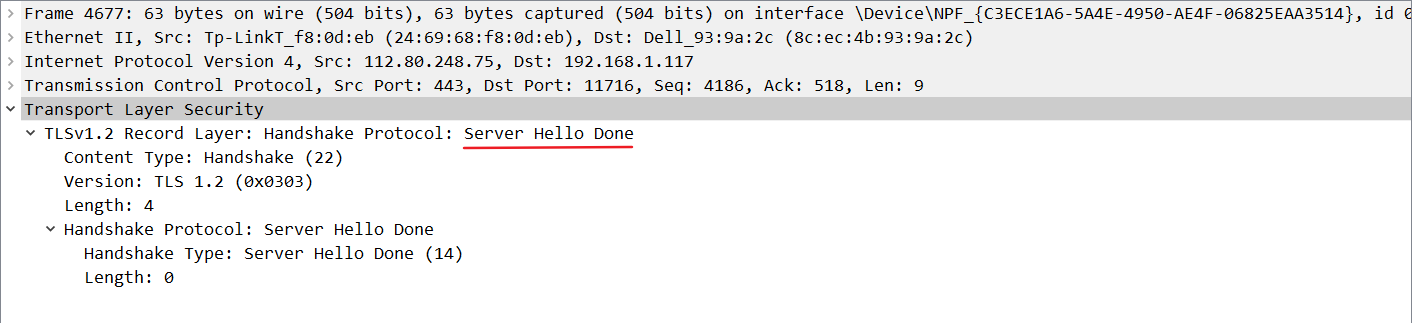 Frame 4677: 63 bytes on wire (504 bits), 63 bytes captured (504 bits) on interface \Device\NPF_{C3ECE1A6-5A4E-4950-AE4F-06825EAA3514}, id 0
Ethernet II, Src: Tp-LinkT_f8:0d:eb (24:69:68:f8:0d:eb), Dst: Dell_93:9a:2c (8c:ec:4b:93:9a:2c)
Internet Protocol Version 4, Src: 112.80.248.75, Dst: 192.168.1.117
Transmission Control Protocol, Src Port: 443, Dst Port: 11716, Seq: 4186, Ack: 518, Len: 9
Transport Layer Security
TLSv1.2 Record Layer: Handshake Protocol: Server Hello Done
Content Type: Handshake (22)
Version: TLS 1.2 (0x0303)
Length: 4
Handshake Protocol: Server Hello Done
Handshake Type: Server Hello Done (14)
Length: 0